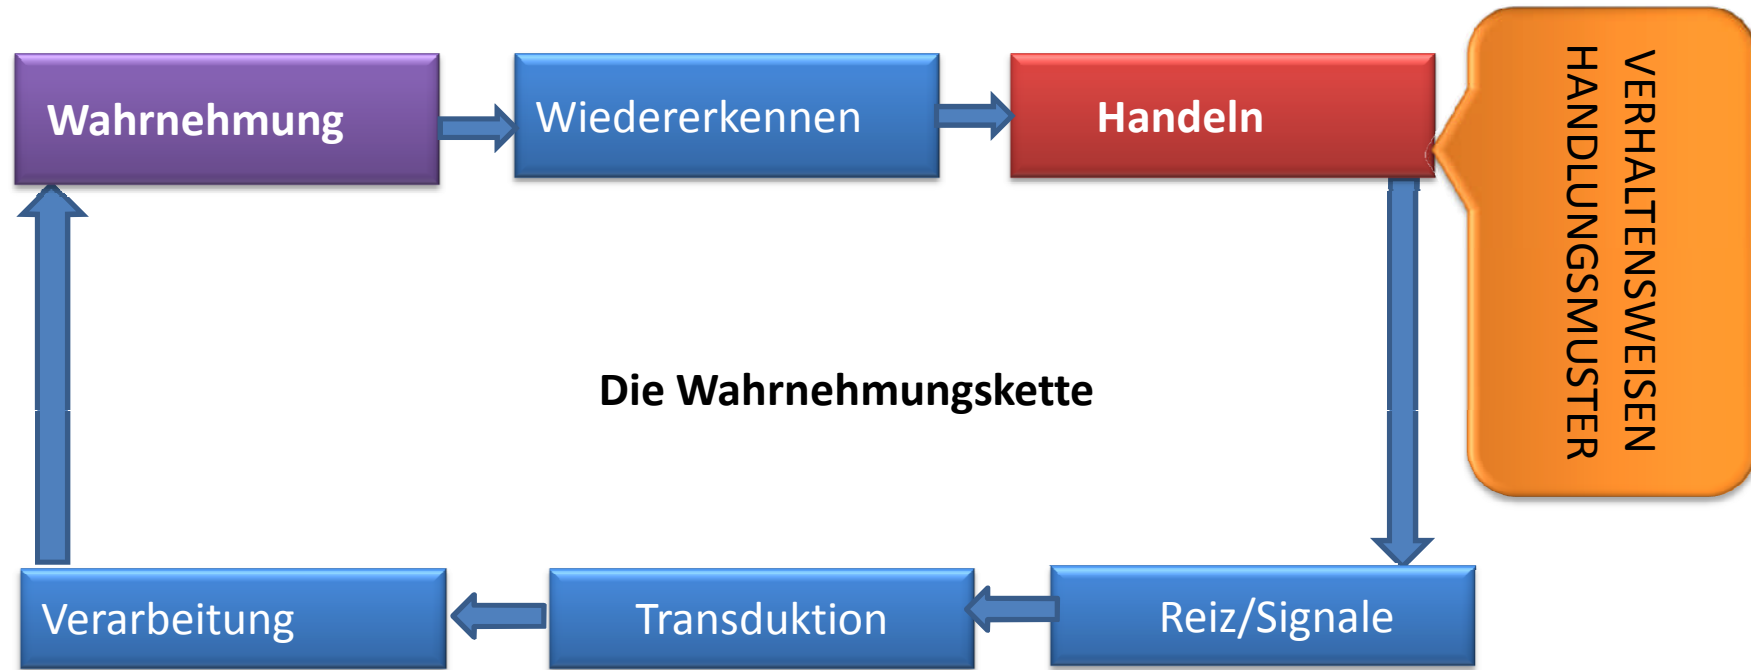 Wahrnehmung
Wiedererkennen
Handeln
VERHALTENSWEISEN
HANDLUNGSMUSTER
Die Wahrnehmungskette
Verarbeitung
Transduktion
Reiz/Signale